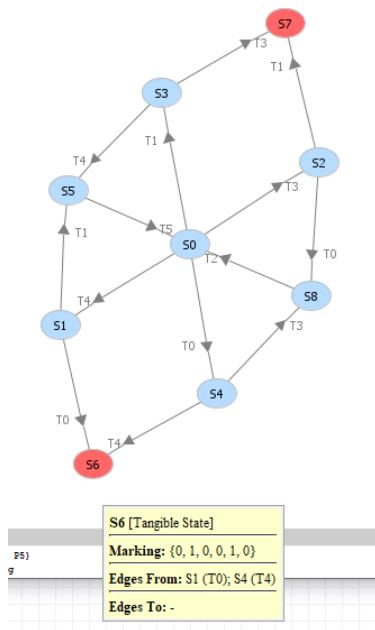 S7
T3
T1
S3
T1
T4
S2
S5
T3
T1
T5
S0
T2
T0
S8
T4
S1
T3
T0
S4
T0
T4
S6
S6 [Tangible State]
Marking: {0, 1, 0, 0, 1, 0}
P5}
g
Edges From: S1 (T0); S4 (T4)
Edges To: -